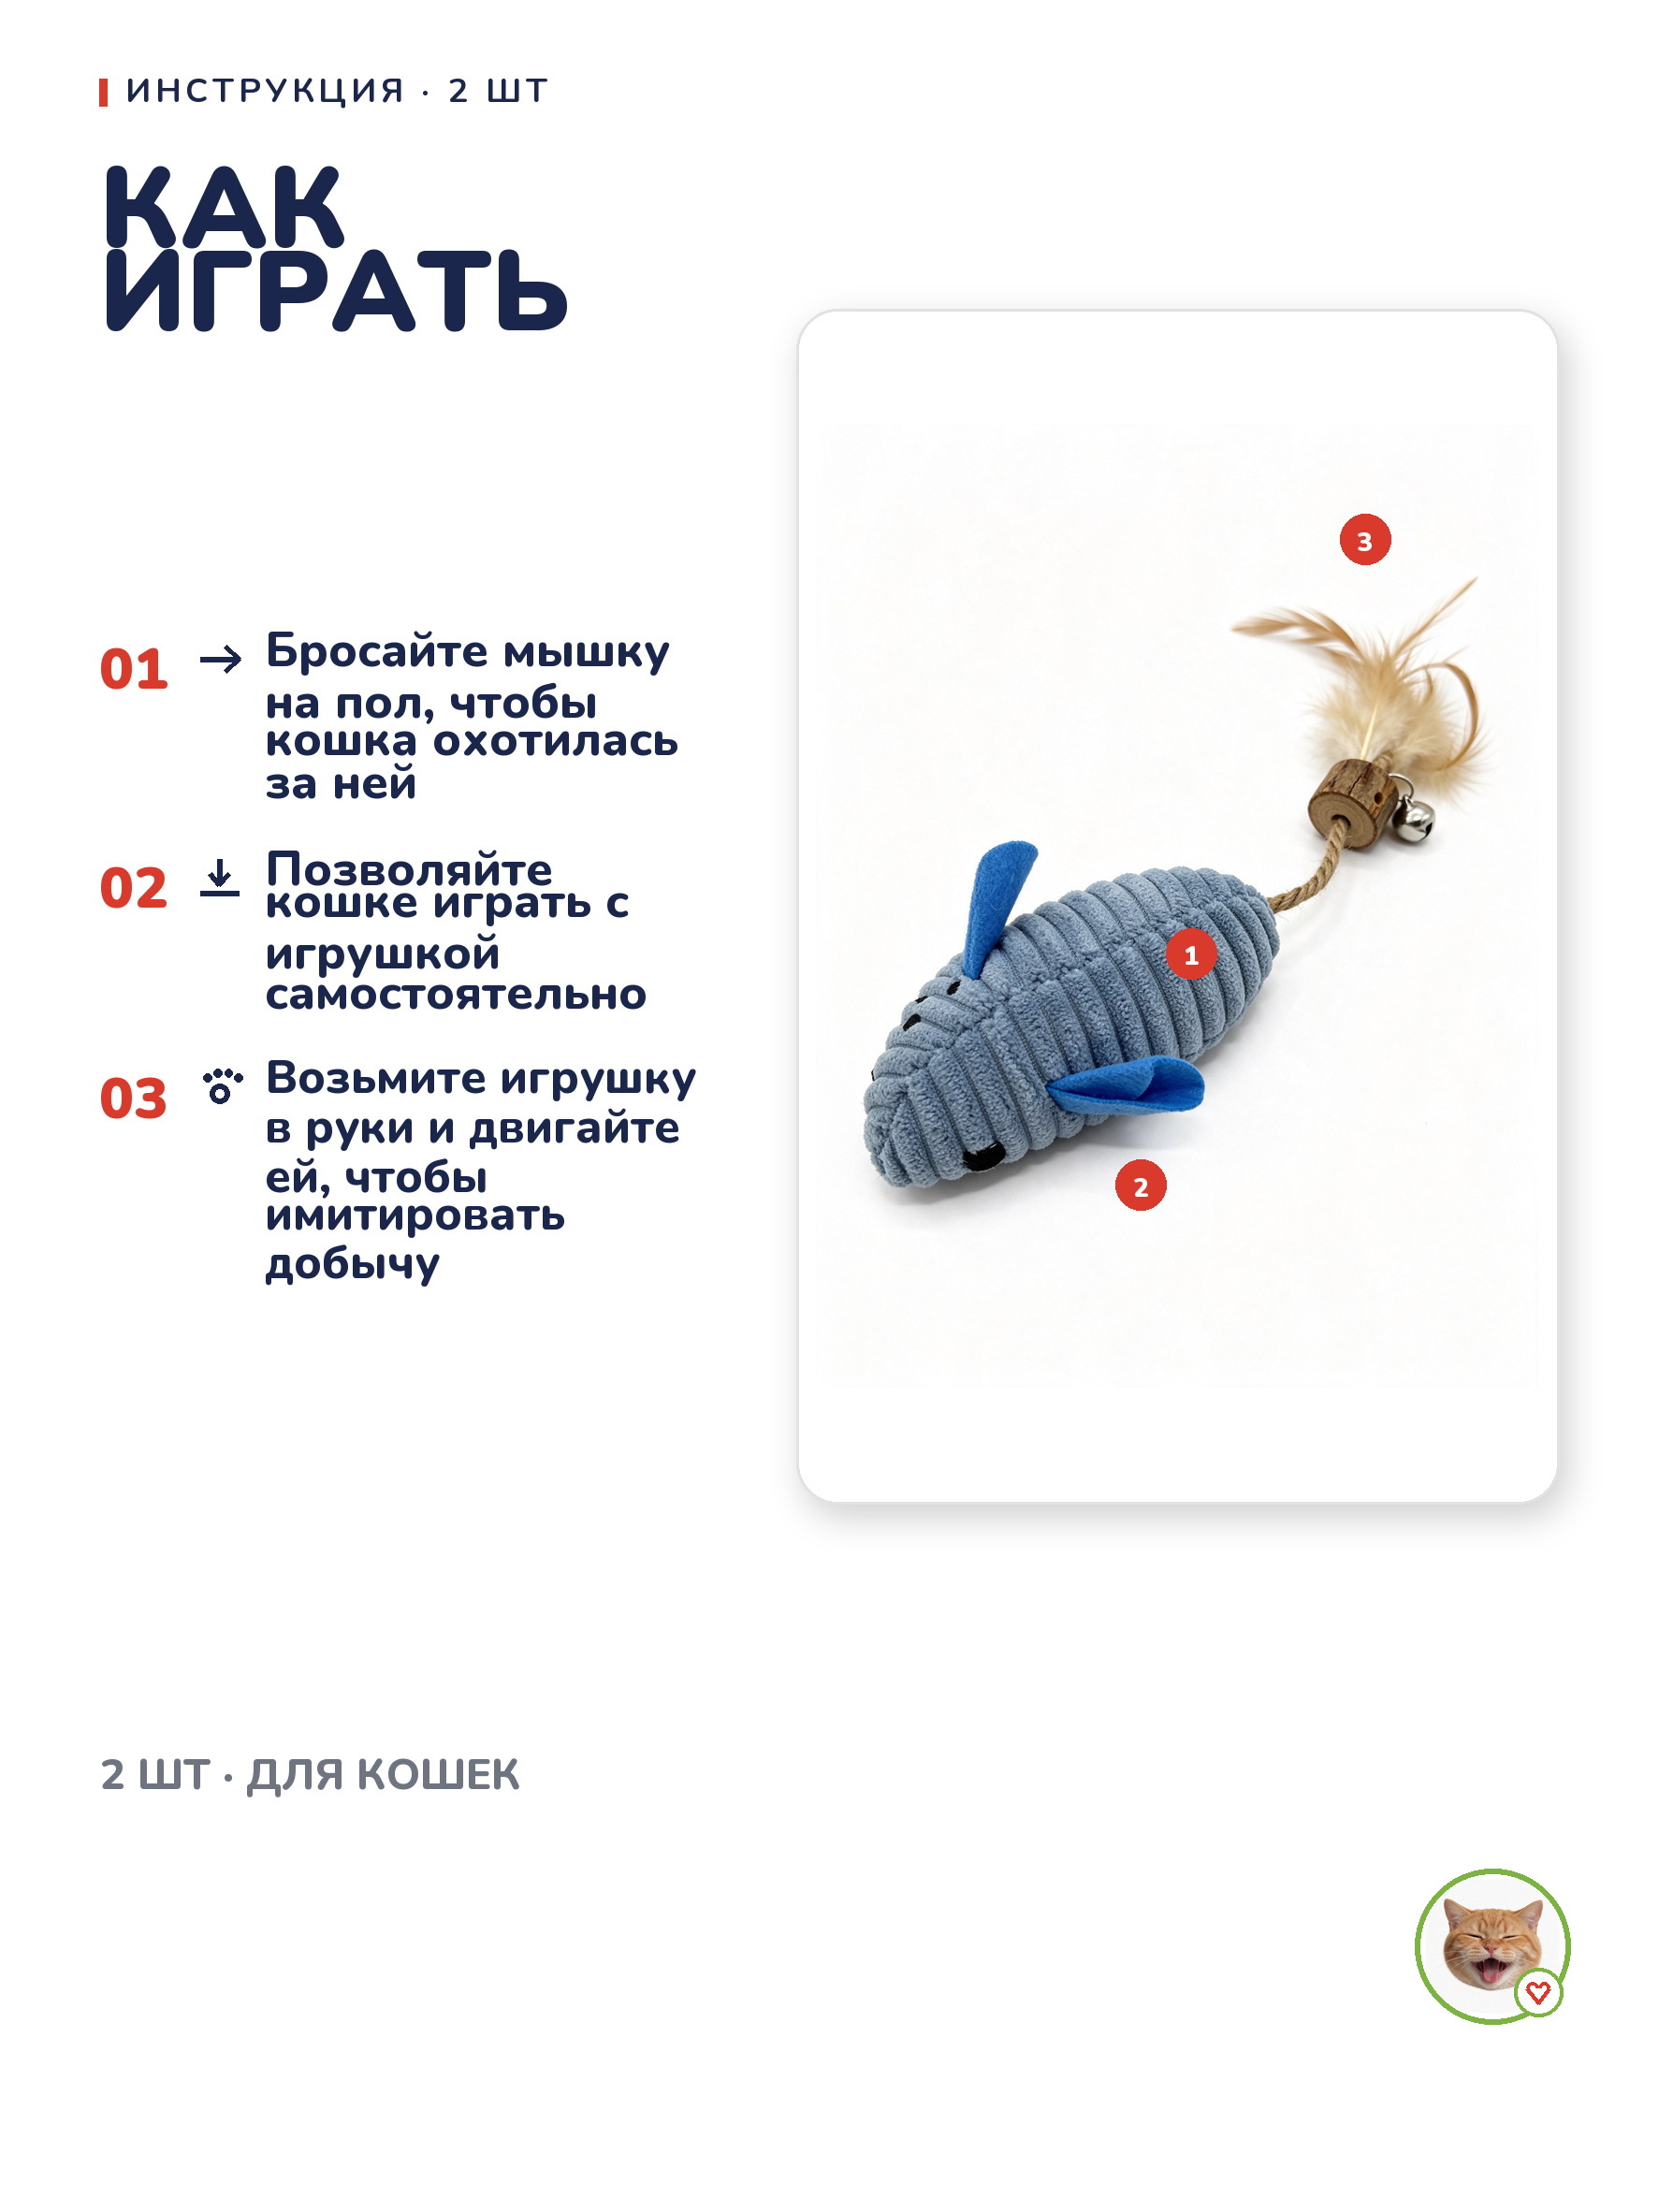 ИНСТРУКЦИЯ · 2 ШТ
КАК
ИГРАТЬ
01
Бросайте мышку
на пол, чтобы
кошка охотилась
за ней
02
Позволяйте
кошке играть с
игрушкой
самостоятельно
03
Возьмите игрушку
в руки и двигайте
ей, чтобы
имитировать
добычу
3
1
2
2 ШТ · ДЛЯ КОШЕК